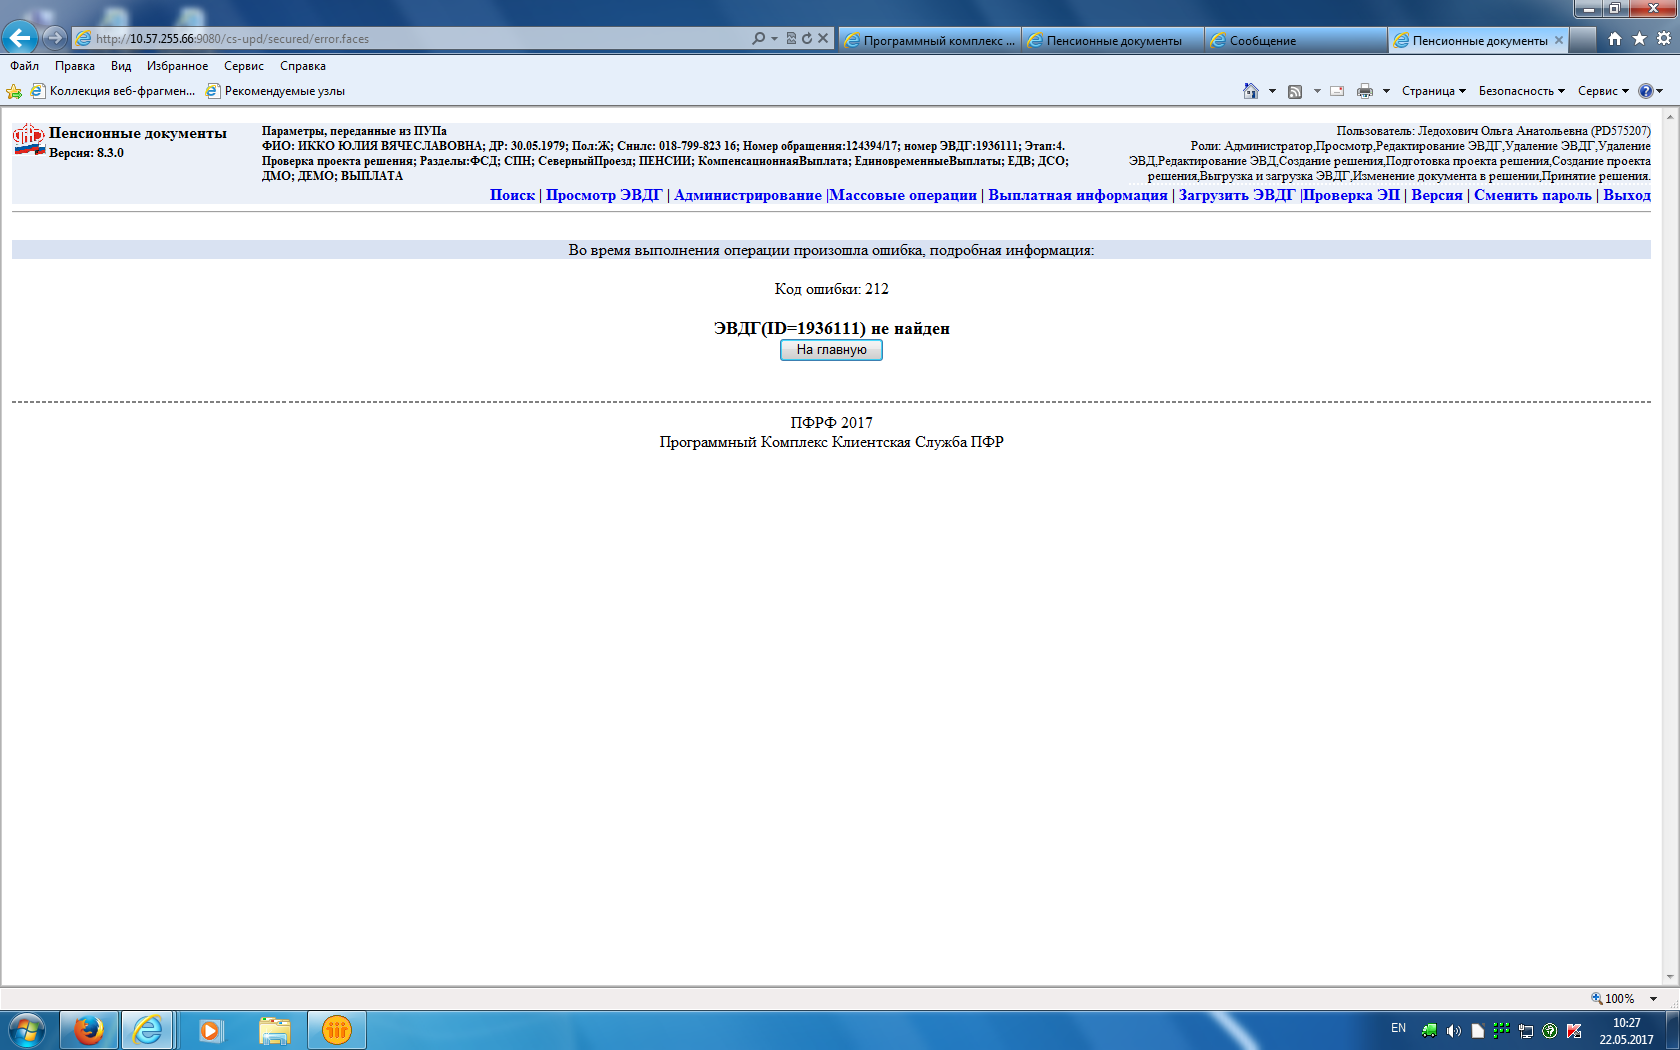 http://10.57.255.66:9080/cs-upd/secured/error.faces
Программный комплекс ...
Пенсионные документы
Сообщение
Пенсионные документы
Файл Правка Вид Избранное Сервис Справка
Коллекция веб-фрагмен... Рекомендуемые узлы
Страница Безопасность Сервис
Пенсионные документы
Версия: 8.3.0
Параметры, переданные из ПУПа
ФИО: ИККО ЮЛИЯ ВЯЧЕСЛАВОВНА; ДР: 30.05.1979; Пол:Ж; Снилс: 018-799-823 16; Номер обращения:124394/17; номер ЭВДГ:1936111; Этап:4.
Проверка проекта решения; Разделы:ФСД; СПН; СеверныйПроезд; ПЕНСИИ; КомпенсационнаяВыплата; ЕдиновременныеВыплаты; ЕДВ; ДСО;
ДМО; ДЕМО; ВЫПЛАТА
Пользователь: Ледохович Ольга Анатольевна (PD575207)
Роли: Администратор,Просмотр,Редактирование ЭВДГ,Удаление ЭВДГ,Удаление
ЭВД,Редактирование ЭВД,Создание решения,Подготовка проекта решения,Создание проекта
решения,Выгрузка и загрузка ЭВДГ,Изменение документа в решении,Принятие решения.
Поиск | Просмотр ЭВДГ | Администрирование |Массовые операции | Выплатная информация | Загрузить ЭВДГ |Проверка ЭП | Версия | Сменить пароль | Выход
Во время выполнения операции произошла ошибка, подробная информация:
Код ошибки: 212
ЭВДГ(ID=1936111) не найден
На главную
ПФРФ 2017
Программный Комплекс Клиентская Служба ПФР
100%
EN
10:27
22.05.2017